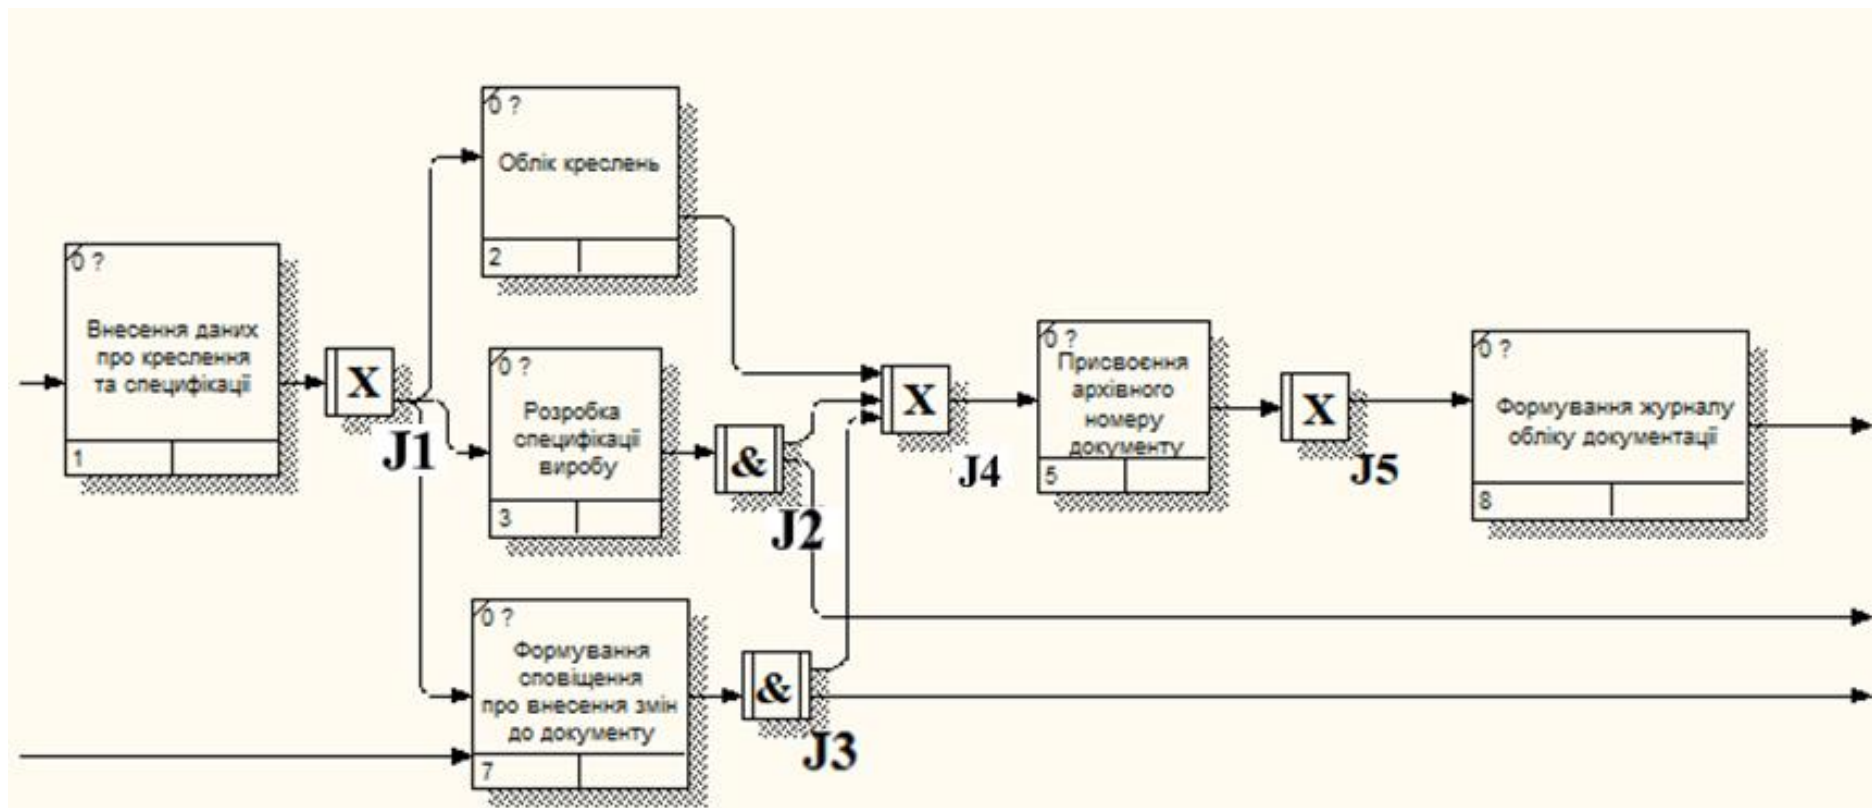 0 ?
Облік креслень
2
0 ?
Внесення даних
про креслення
та специфікації
1
X
J1
0 ?
Розробка
специфікації
виробу
3
&
J2
0 ?
Формування
сповіщення
про внесення змін
до документу
7
&
J3
X
J4
0 ?
Присвоєння
архівного
номеру
документу
5
X
J5
0 ?
Формування журналу
обліку документації
8